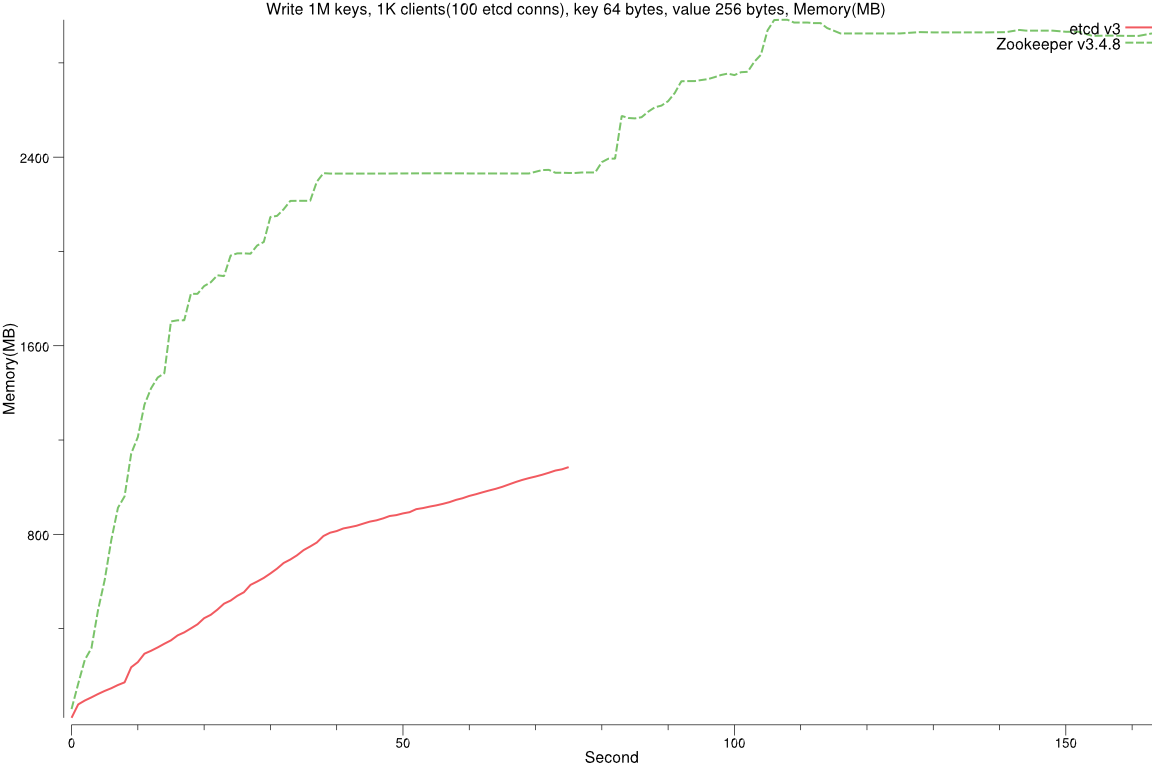 Write 1M keys, 1K clients(100 etcd conns), key 64 bytes, value 256 bytes, Memory(MB)
etcd v3
Zookeeper v3.4.8
2400
1600
800
Memory(MB)
0 50 100 150
Second